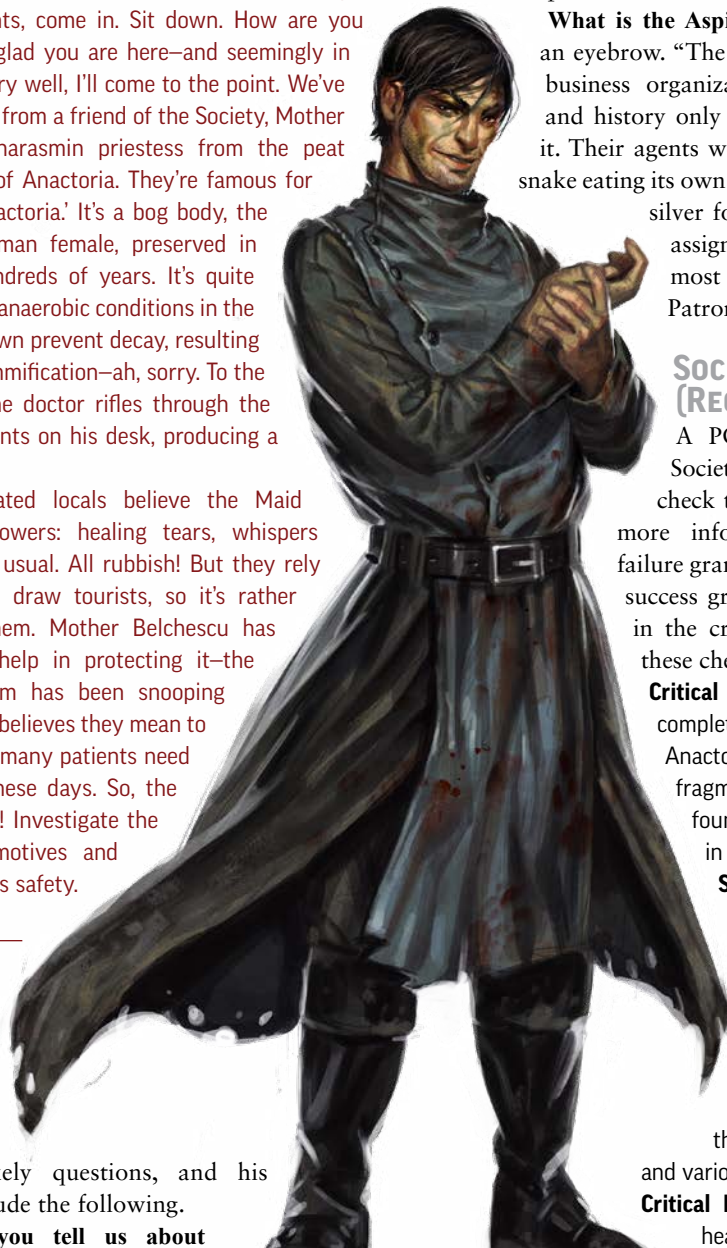 nts, come in. Sit down. How are you
glad you are here—and seemingly in
ry well, I'll come to the point. We've
from a friend of the Society, Mother
harasmin priestess from the peat
of Anactoria. They're famous for
actoria.' It's a bog body, the
man female, preserved in
ndreds of years. It's quite
anaerobic conditions in the
wn prevent decay, resulting
mmification—ah, sorry. To the
ne doctor rifles through the
nts on his desk, producing a
ated locals believe the Maid
owers: healing tears, whispers
usual. All rubbish! But they rely
draw tourists, so it's rather
hem. Mother Belchescu has
help in protecting it—the
m has been snooping
believes they mean to
many patients need
hese days. So, the
! Investigate the
motives and
s safety.
kely questions, and his
ude the following.
you tell us about
What is the Aspi
an eyebrow. “The
business organiza
and history only
it. Their agents w
snake eating its own
silver fo
assign
most
Patron
Soc
(Rec
A PC
Societ
check t
more info
failure gran
success gr
in the cr
these che
Critical
complet
Anacto
fragm
foun
in
S
th
and vario
Critical
hea